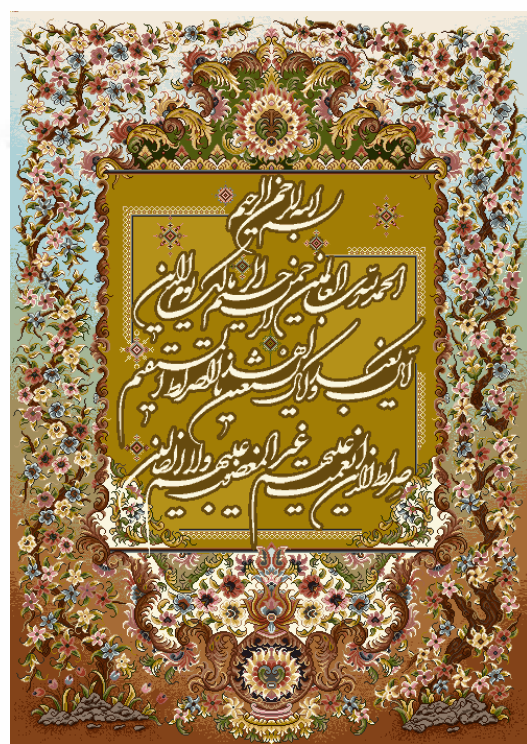 بسم الله الرحمن الرحیم
الحمد لله رب العالمین الرحمن الرحیم مالک یوم الدین
ایاک نعبد و ایاک نستعین اهدنا الصراط المستقیم
صراط الذین انعمت علیهم غیر المغضوب علیهم ولا الضالین